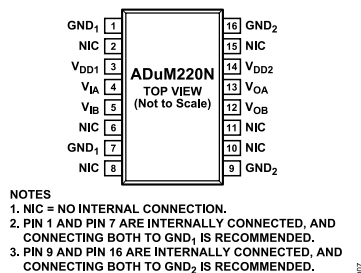 GND1 1
NIC 2
VDD1 3
VIA 4
VIB 5
NIC 6
GND1 7
NIC 8
ADuM220N
TOP VIEW
(Not to Scale)
16 GND2
15 NIC
14 VDD2
13 VOA
12 VOB
11 NIC
10 NIC
9 GND2
NOTES
1. NIC = NO INTERNAL CONNECTION.
2. PIN 1 AND PIN 7 ARE INTERNALLY CONNECTED, AND
CONNECTING BOTH TO GND1 IS RECOMMENDED.
3. PIN 9 AND PIN 16 ARE INTERNALLY CONNECTED, AND
CONNECTING BOTH TO GND2 IS RECOMMENDED.